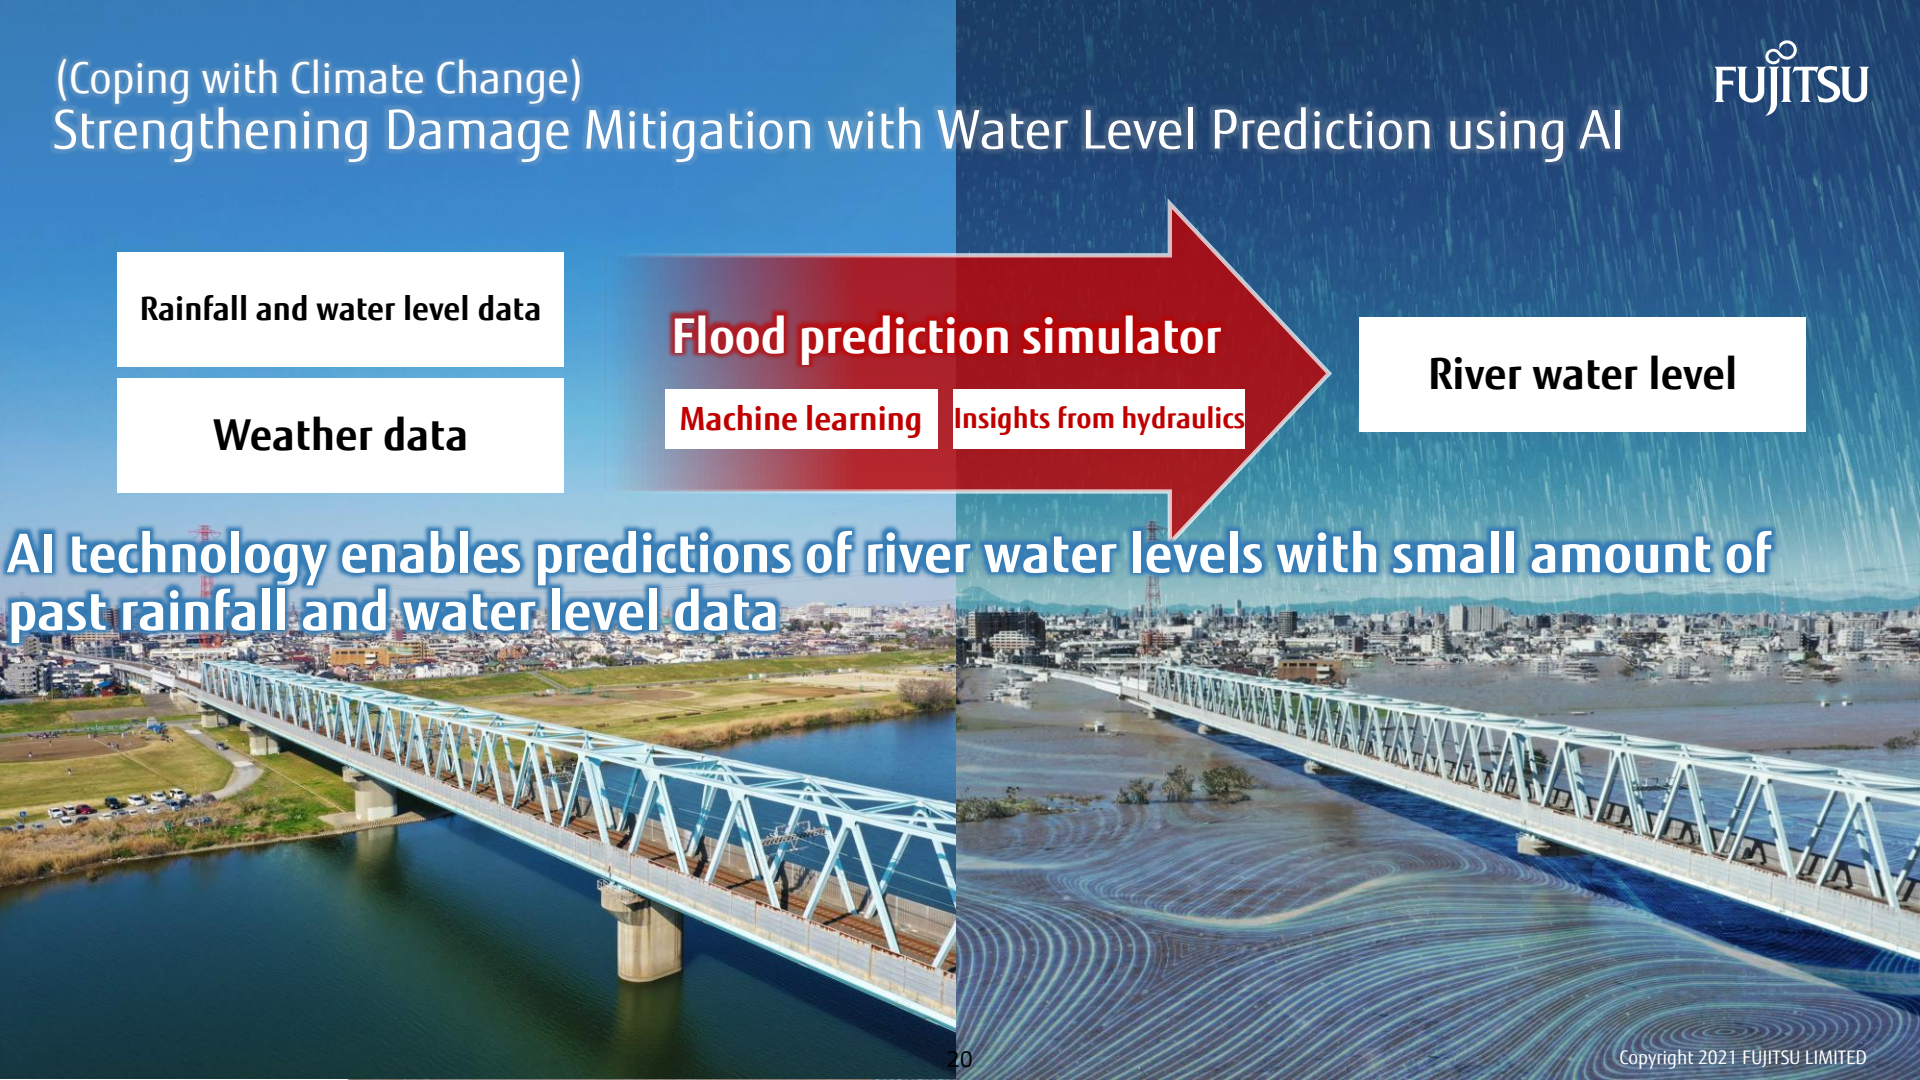 (Coping with Climate Change)
Strengthening Damage Mitigation with Water Level Prediction using AI
FUJITSU
Rainfall and water level data
Weather data
Flood prediction simulator
Machine learning
Insights from hydraulics
River water level
AI technology enables predictions of river water levels with small amount of
past rainfall and water level data
20
Copyright 2021 FUJITSU LIMITED